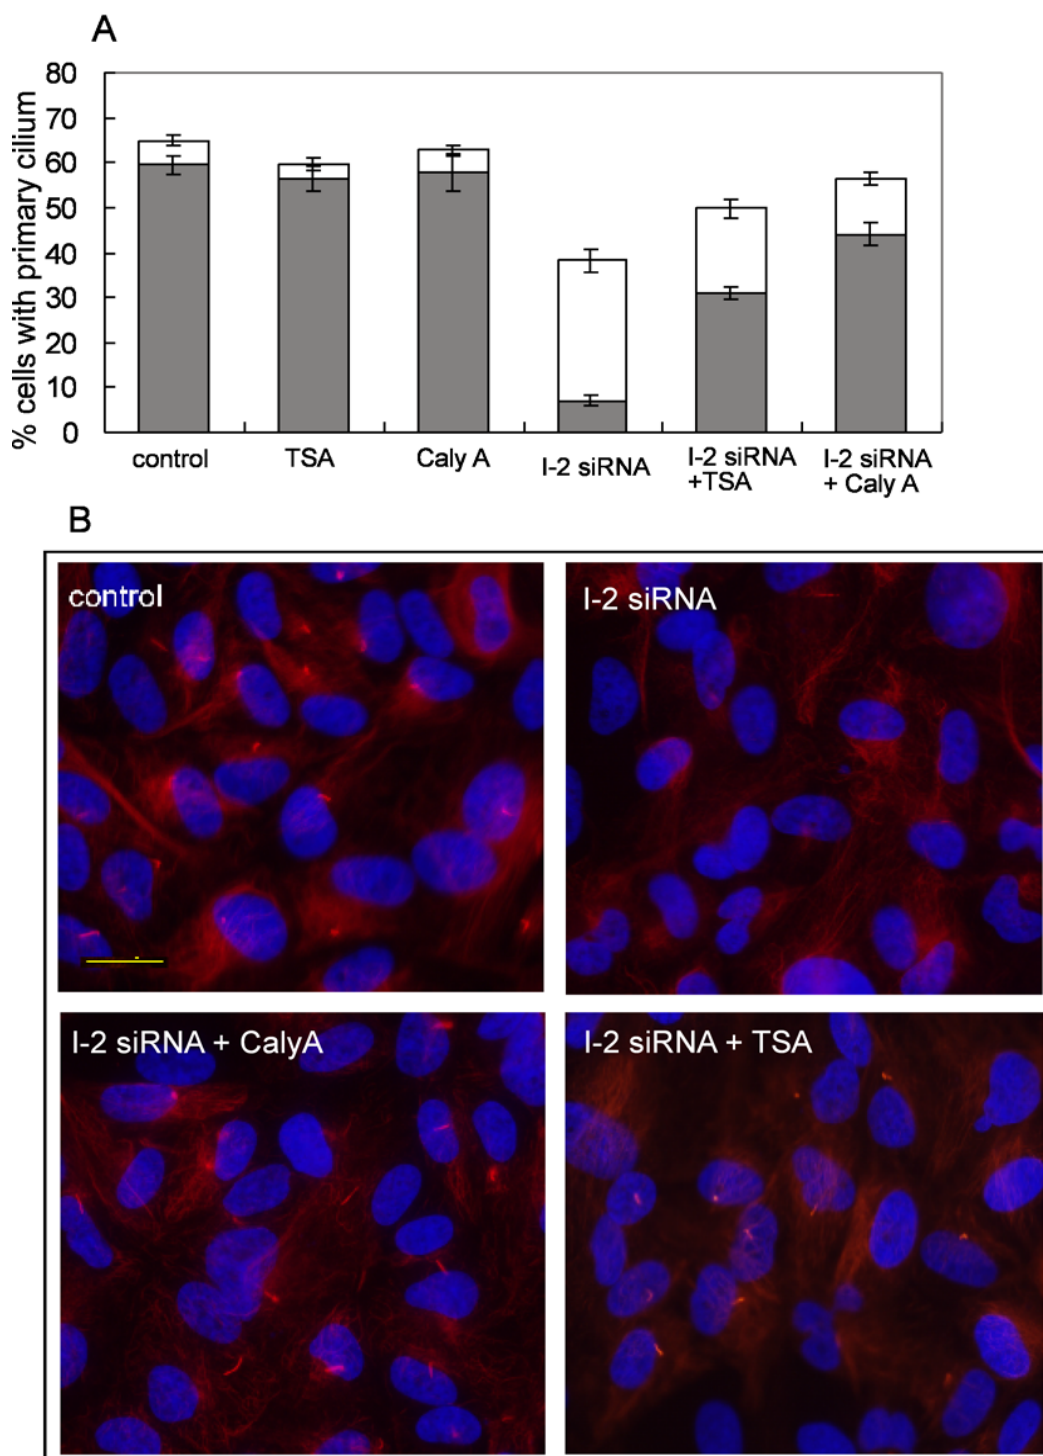 A
% cells with primary cilium
80
70
60
50
40
30
20
10
0
control
TSA
Caly A
I-2 siRNA
I-2 siRNA
+TSA
I-2 siRNA
+ Caly A
B
control
I-2 siRNA
I-2 siRNA + CalyA
I-2 siRNA + TSA